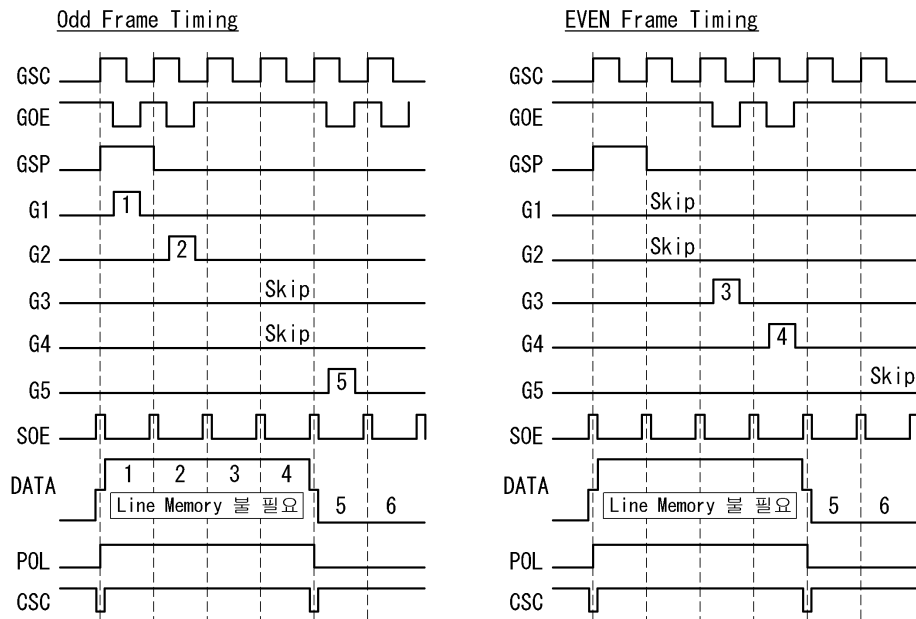 Odd Frame Timing
GSC
GOE
GSP
G1 1
G2 2
G3 Skip
G4 Skip
G5 5
SOE
DATA 1 2 3 4
Line Memory 불 필요 5 6
POL
CSC
EVEN Frame Timing
GSC
GOE
GSP
G1 Skip
G2 Skip
G3 3
G4 4
G5 Skip
SOE
DATA
Line Memory 불 필요 5 6
POL
CSC